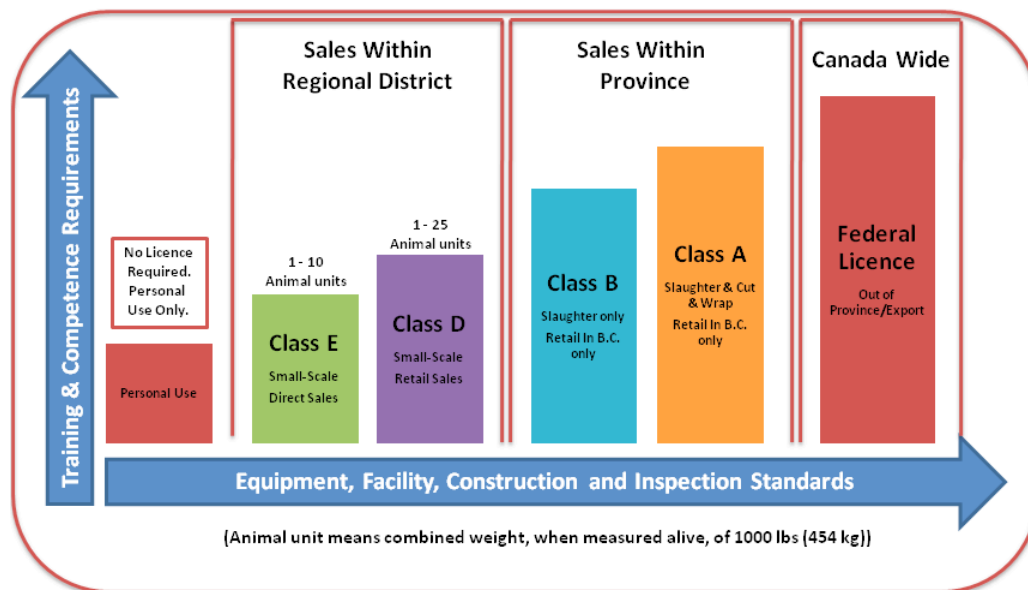 Training & Competence Requirements
No Licence
Required.
Personal
Use Only.
Personal Use
Sales Within
Regional District
1 - 10
Animal units
Class E
Small-Scale
Direct Sales
1 - 25
Animal units
Class D
Small-Scale
Retail Sales
Sales Within
Province
Class B
Slaughter only
Retail In B.C.
only
Class A
Slaughter & Cut
& Wrap
Retail In B.C.
only
Canada Wide
Federal
Licence
Out of
Province/Export
Equipment, Facility, Construction and Inspection Standards
(Animal unit means combined weight, when measured alive, of 1000 lbs (454 kg))